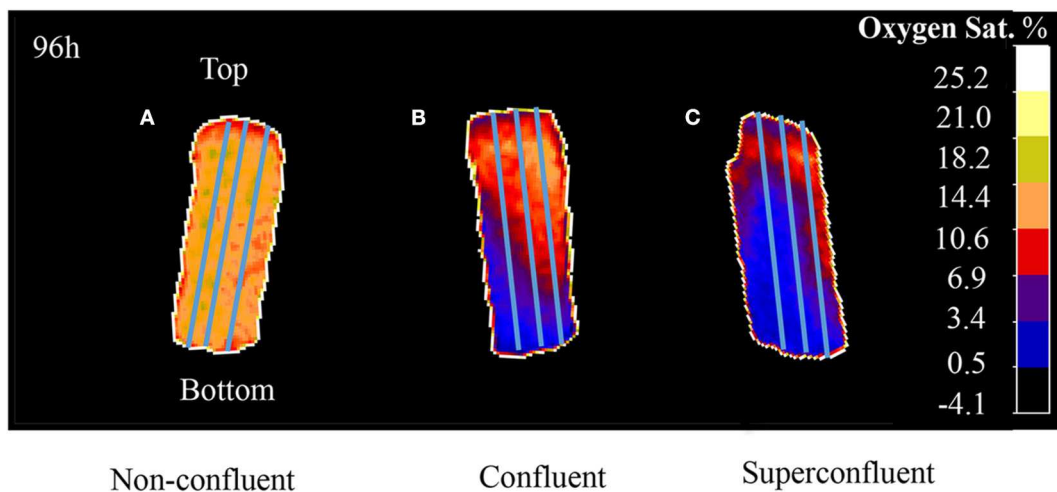 96h
Top
Oxygen Sat. %
A
B
C
25.2
21.0
18.2
14.4
10.6
6.9
3.4
0.5
-4.1
Bottom
Non-confluent
Confluent
Superconfluent